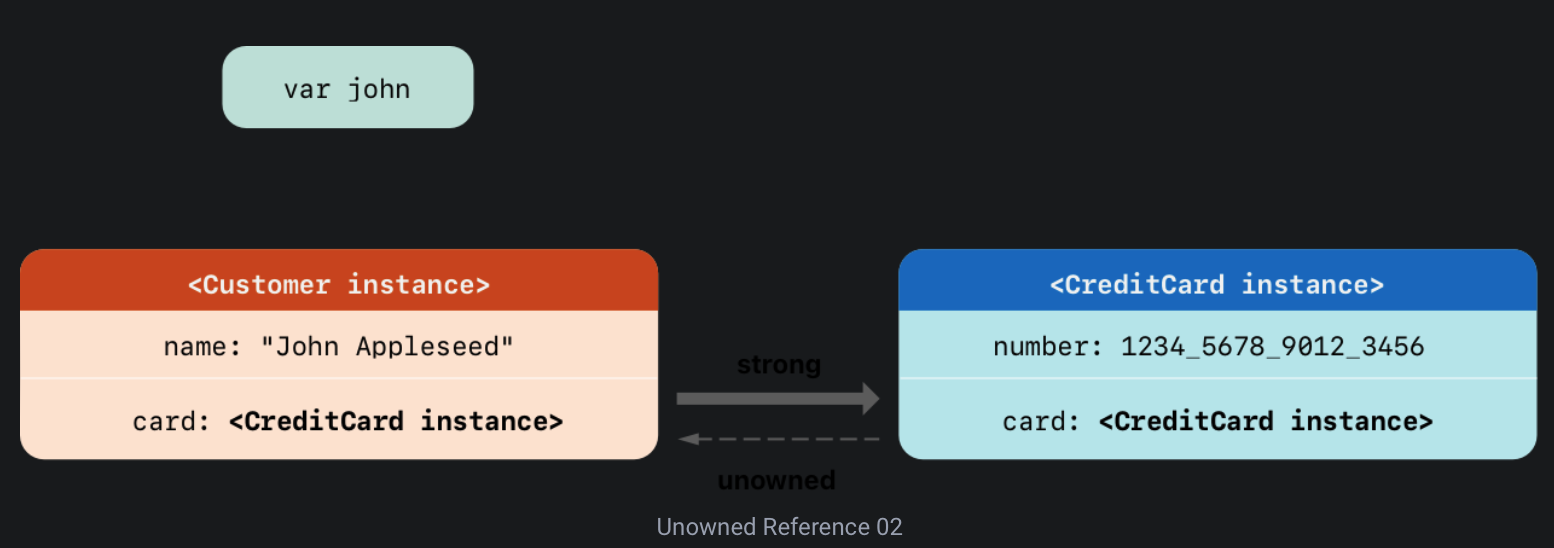 var john
<Customer instance>
name: "John Appleseed"
card: <CreditCard instance>
strong
unowned
<CreditCard instance>
number: 1234_5678_9012_3456
card: <CreditCard instance>
Unowned Reference 02